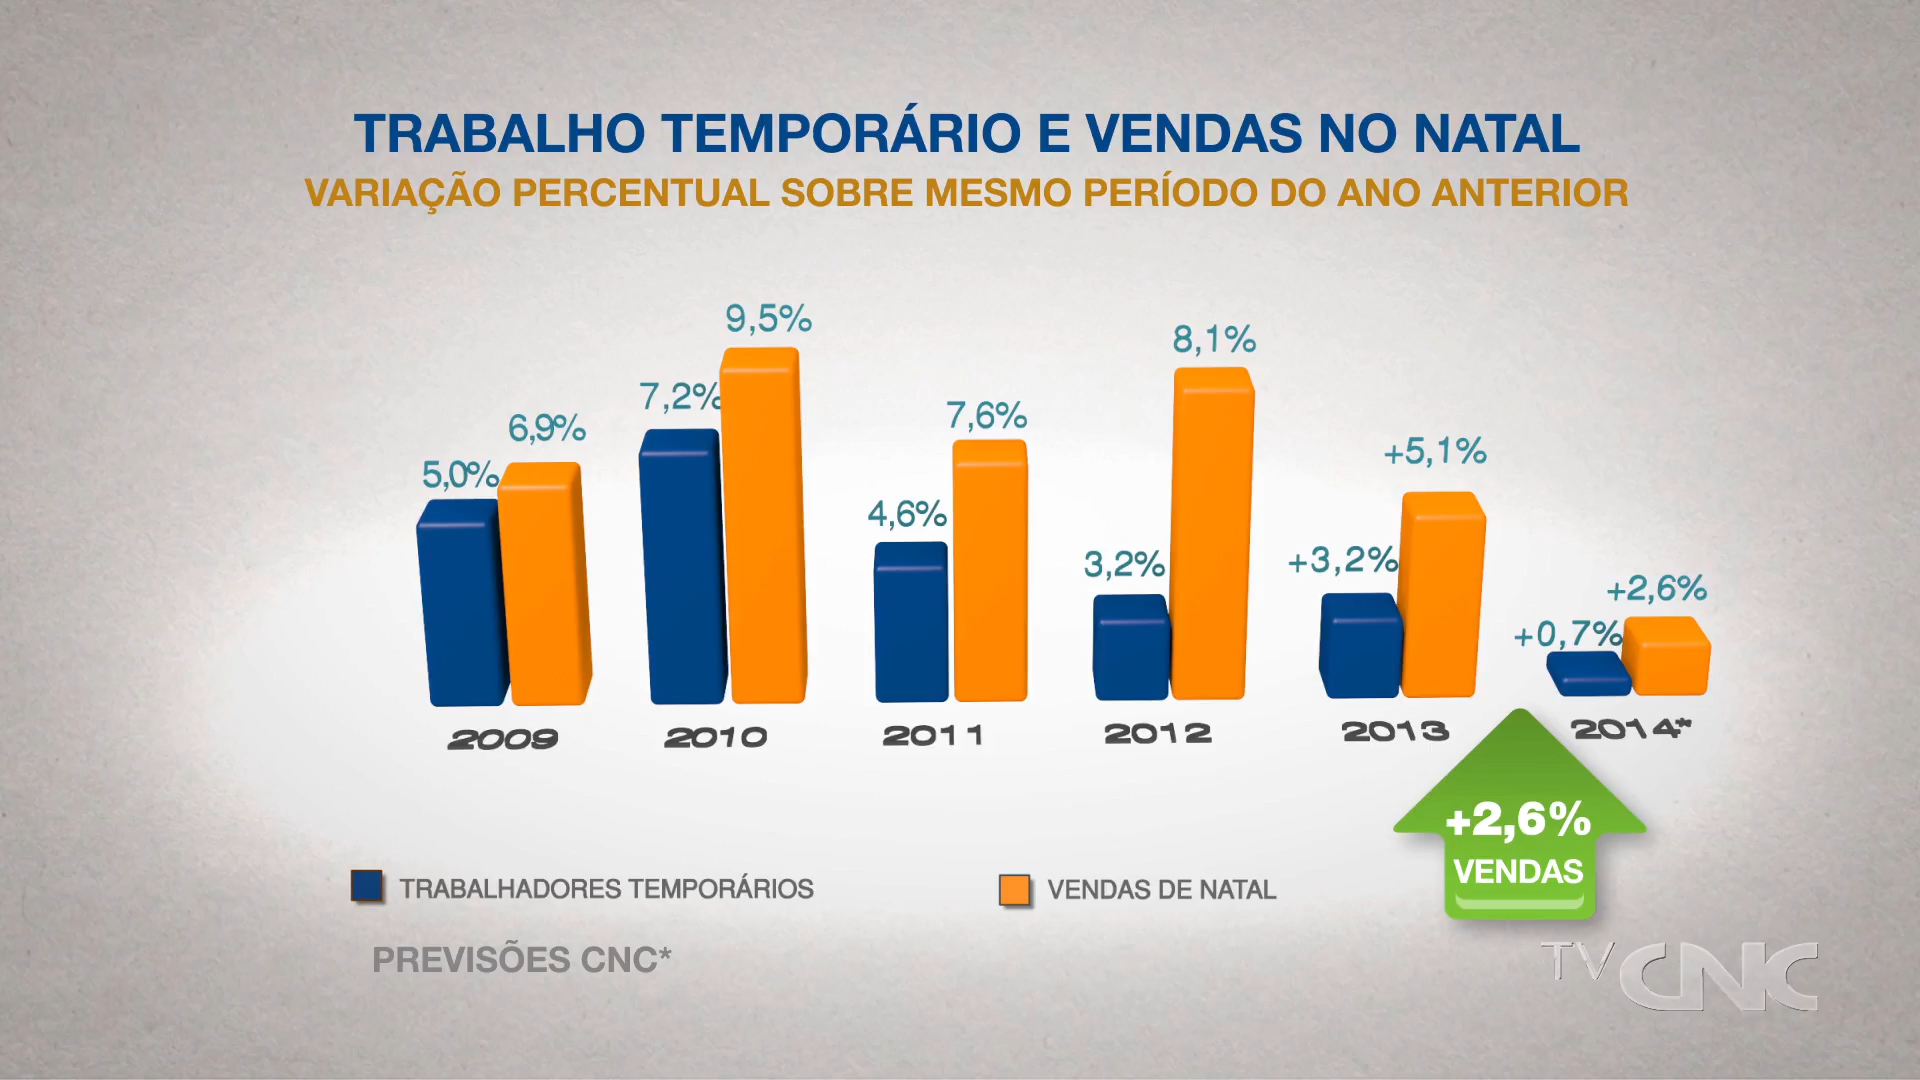 TRABALHO TEMPORÁRIO E VENDAS NO NATAL
VARIAÇÃO PERCENTUAL SOBRE MESMO PERÍODO DO ANO ANTERIOR
5,0%
6,9%
7,2%
9,5%
4,6%
7,6%
3,2%
8,1%
+3,2%
+5,1%
+0,7%
+2,6%
2009
2010
2011
2012
2013
2014*
+2,6%
VENDAS
TRABALHADORES TEMPORÁRIOS
VENDAS DE NATAL
PREVISÕES CNC*
TV CNC